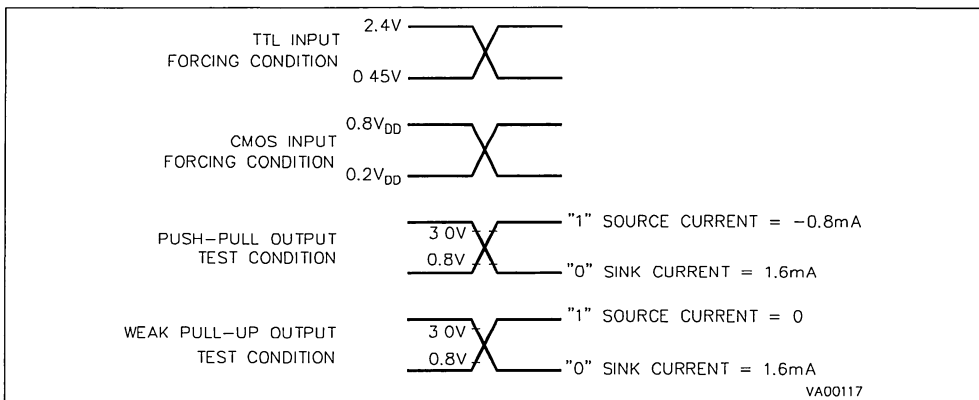 TTL INPUT
FORCING CONDITION
2.4V
0 45V
CMOS INPUT
FORCING CONDITION
0.8VDD
0.2VDD
PUSH-PULL OUTPUT
TEST CONDITION
3 0V
0.8V
"1" SOURCE CURRENT = -0.8mA
"0" SINK CURRENT = 1.6mA
WEAK PULL-UP OUTPUT
TEST CONDITION
3 0V
0.8V
"1" SOURCE CURRENT = 0
"0" SINK CURRENT = 1.6mA
VA00117